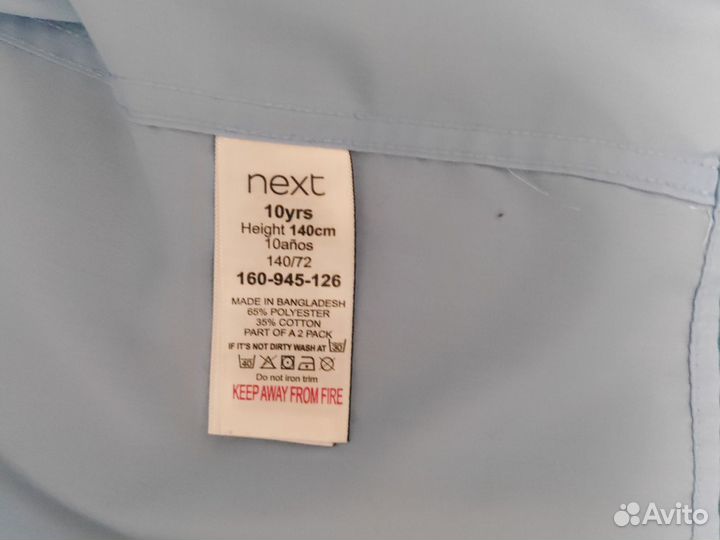 next
10yrs
Height 140cm
10años
140/72
160-945-126
MADE IN BANGLADESH
65% POLYESTER
35% COTTON
PART OF A 2 PACK
IF IT'S NOT DIRTY WASH AT 30
40
Do not iron trim
KEEP AWAY FROM FIRE
Avito